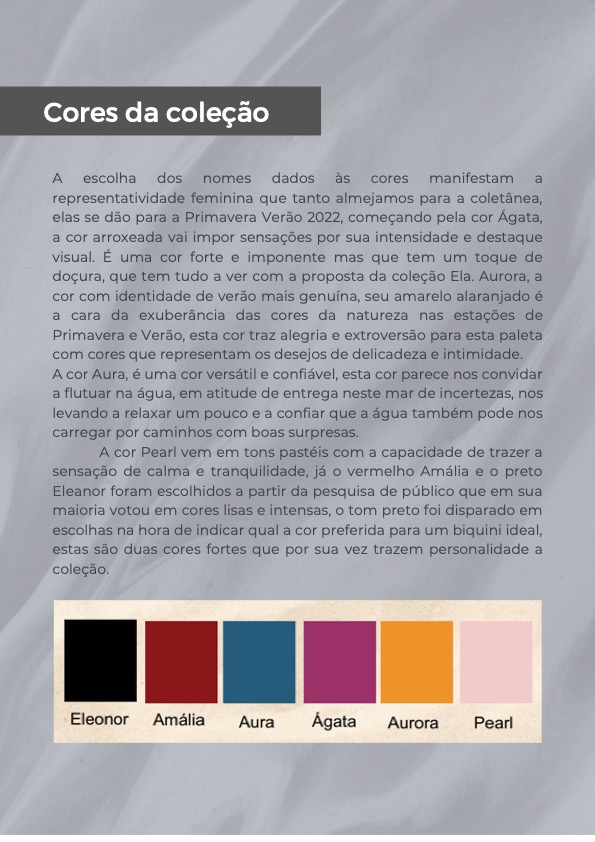 Cores da coleção
A escolha dos nomes dados às cores manifestam a
representatividade feminina que tanto almejamos para a coletânea,
elas se dão para a Primavera Verão 2022, começando pela cor Ágata,
a cor arroxeada vai impor sensações por sua intensidade e destaque
visual. É uma cor forte e imponente mas que tem um toque de
doçura, que tem tudo a ver com a proposta da coleção Ela. Aurora, a
cor com identidade de verão mais genuína, seu amarelo alaranjado é
a cara da exuberância das cores da natureza nas estações de
Primavera e Verão, esta cor traz alegria e extroversão para esta paleta
com cores que representam os desejos de delicadeza e intimidade.
A cor Aura, é uma cor versátil e confiável, esta cor parece nos convidar
a flutuar na água, em atitude de entrega neste mar de incertezas, nos
levando a relaxar um pouco e a confiar que a água também pode nos
carregar por caminhos com boas surpresas.
A cor Pearl vem em tons pastéis com a capacidade de trazer a
sensação de calma e tranquilidade, já o vermelho Amália e o preto
Eleanor foram escolhidos a partir da pesquisa de público que em sua
maioria votou em cores lisas e intensas, o tom preto foi disparado em
escolhas na hora de indicar qual a cor preferida para um biquini ideal,
estas são duas cores fortes que por sua vez trazem personalidade a
coleção.
Eleonor Amália Aura Ágata Aurora Pearl